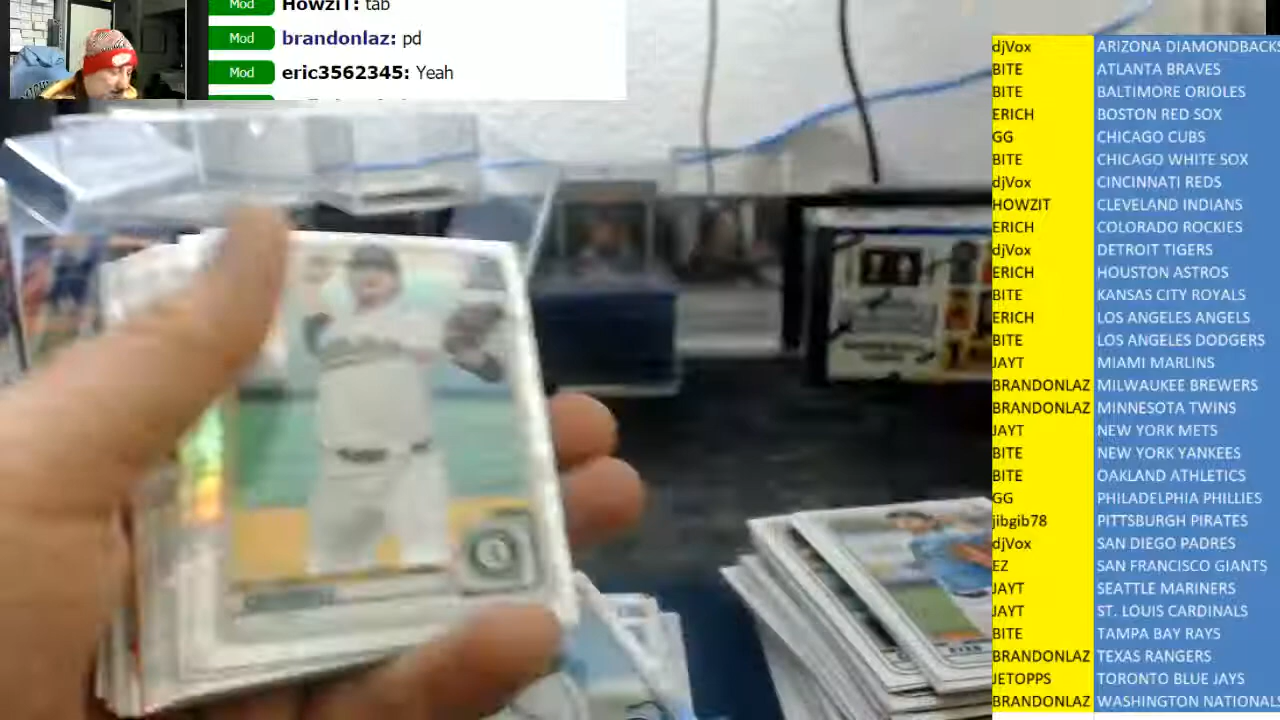 Mod HowziT: tab
Mod brandonlaz: pd
Mod eric3562345: Yeah
djVox ARIZONA DIAMONDBACKS
BITE ATLANTA BRAVES
BITE BALTIMORE ORIOLES
ERICH BOSTON RED SOX
GG CHICAGO CUBS
BITE CHICAGO WHITE SOX
djVox CINCINNATI REDS
HOWZIT CLEVELAND INDIANS
ERICH COLORADO ROCKIES
djVox DETROIT TIGERS
ERICH HOUSTON ASTROS
BITE KANSAS CITY ROYALS
ERICH LOS ANGELES ANGELS
BITE LOS ANGELES DODGERS
JAYT MIAMI MARLINS
BRANDONLAZ MILWAUKEE BREWERS
BRANDONLAZ MINNESOTA TWINS
JAYT NEW YORK METS
BITE NEW YORK YANKEES
BITE OAKLAND ATHLETICS
GG PHILADELPHIA PHILLIES
jibgib78 PITTSBURGH PIRATES
djVox SAN DIEGO PADRES
EZ SAN FRANCISCO GIANTS
JAYT SEATTLE MARINERS
JAYT ST. LOUIS CARDINALS
BITE TAMPA BAY RAYS
BRANDONLAZ TEXAS RANGERS
JETOPPS TORONTO BLUE JAYS
BRANDONLAZ WASHINGTON NATIONAL